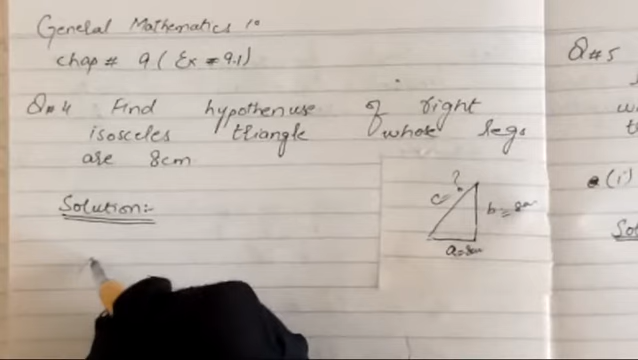 General Mathematics 10
chap # 9 ( Ex = 9.1)
Q#4 Find hypothenuse of right
isosceles triangle whose legs
are 8cm
Solution:-
c= ?
b=8cm
a=8cm
Q#5
(i)